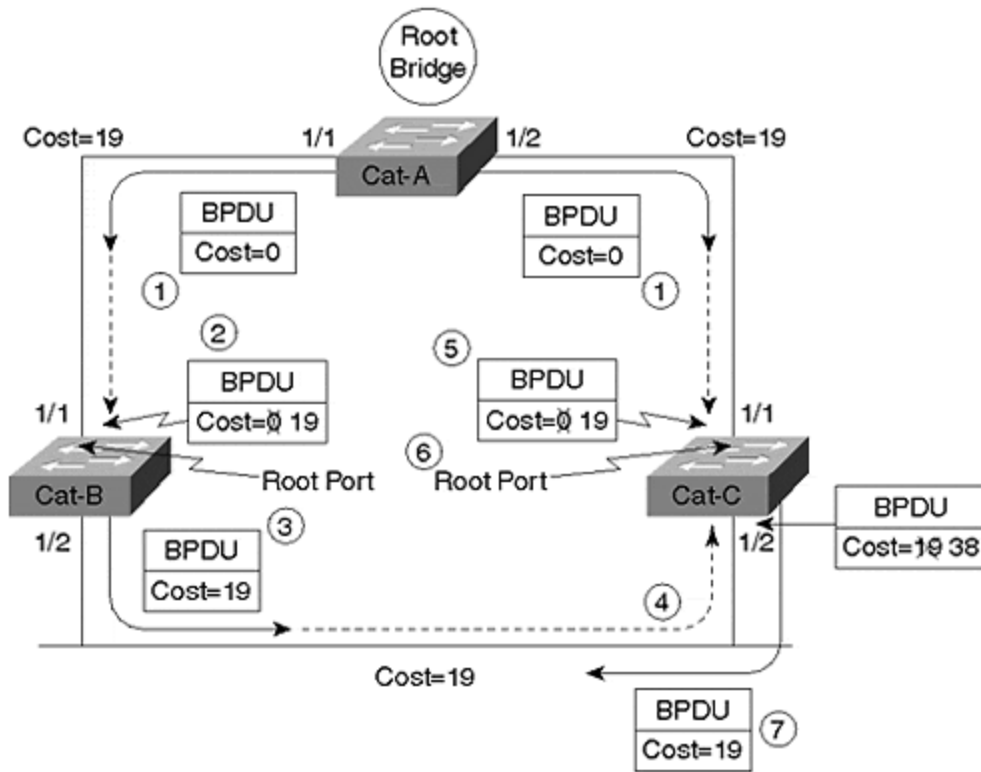 Root
Bridge
Cost=19
1/1
1/2
Cost=19
Cat-A
BPDU
Cost=0
BPDU
Cost=0
1
1
2
5
BPDU
Cost=0 19
BPDU
Cost=0 19
1/1
1/1
6
Root Port
Root Port
Cat-B
Cat-C
3
BPDU
Cost=19 38
1/2
1/2
BPDU
Cost=19
4
Cost=19
BPDU
Cost=19
7